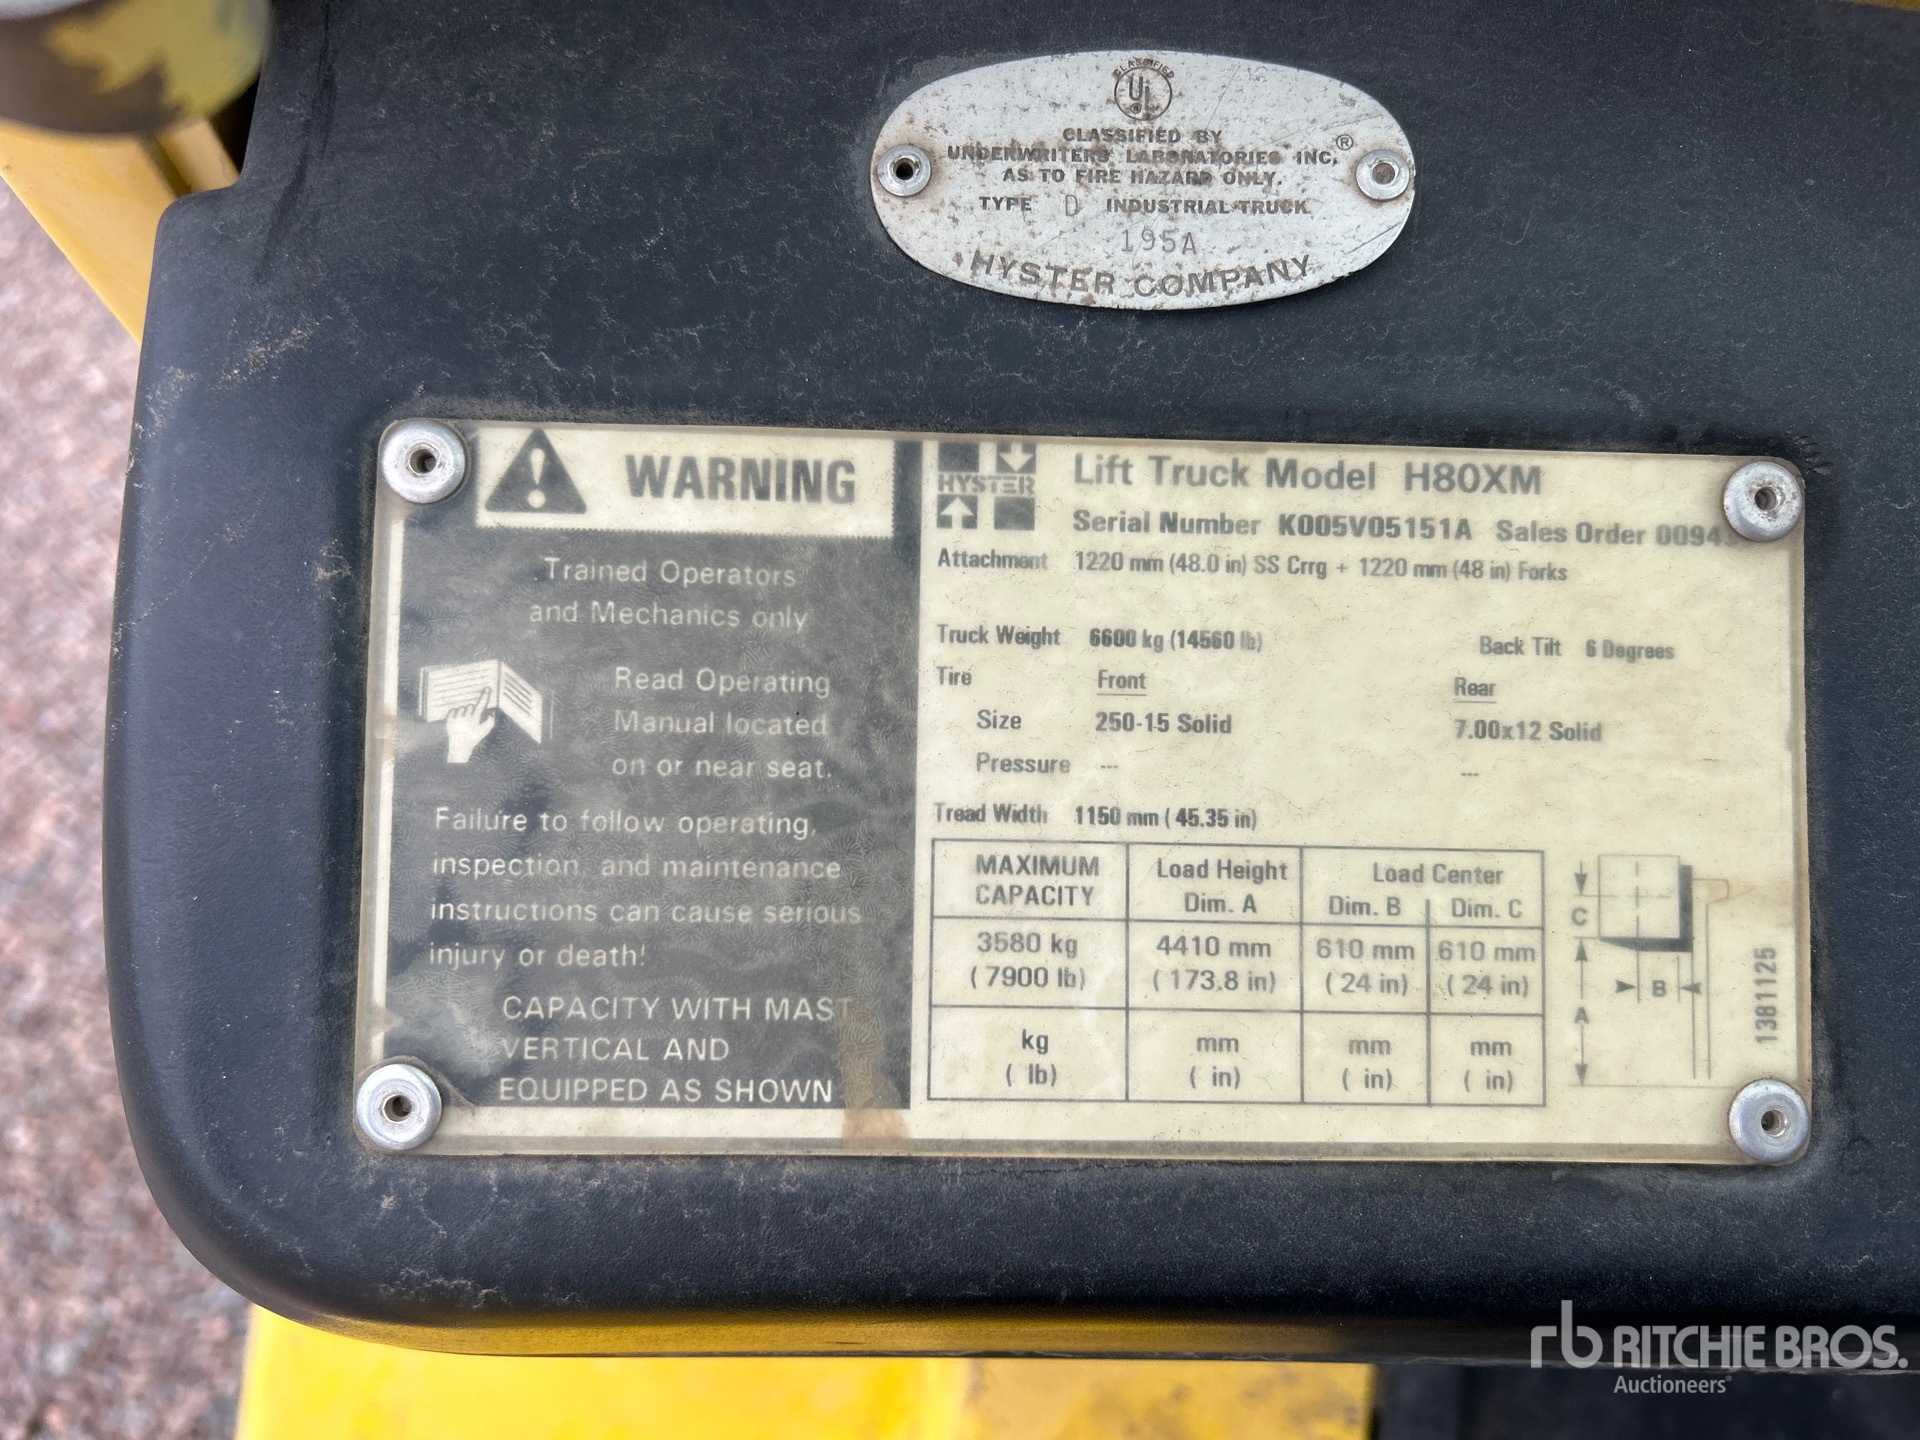 CLASSIFIED
UL
CLASSIFIED BY
UNDERWRITERS LABORATORIES INC.®
AS TO FIRE HAZARD ONLY.
TYPE D INDUSTRIAL TRUCK
195A
HYSTER COMPANY
WARNING
Trained Operators
and Mechanics only
Read Operating
Manual located
on or near seat.
Failure to follow operating,
inspection and maintenance
instructions can cause serious
injury or death!
CAPACITY WITH MAST
VERTICAL AND
EQUIPPED AS SHOWN
HYSTER
Lift Truck Model H80XM
Serial Number K005V05151A Sales Order 0094
Attachment 1220 mm (48.0 in) SS Crrg + 1220 mm (48 in) Forks
Truck Weight 6600 kg (14560 lb) Back Tilt 6 Degrees
Tire Front Rear
Size 250-15 Solid 7.00x12 Solid
Pressure --- ---
Tread Width 1150 mm ( 45.35 in)
MAXIMUM CAPACITY Load Height Dim. A Load Center Dim. B Dim. C
3580 kg 4410 mm 610 mm 610 mm
( 7900 lb) ( 173.8 in) ( 24 in) ( 24 in)
kg mm mm mm
( lb) ( in) ( in) ( in)
C
B
A
1381125
rb RITCHIE BROS.
Auctioneers